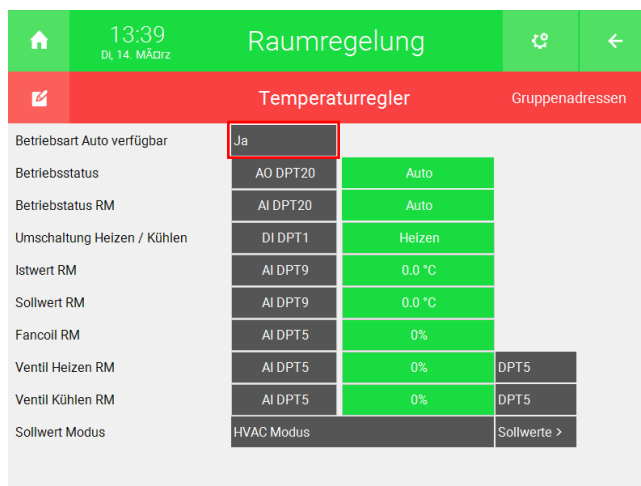 13:39
Di, 14. MÃ¤rz
Raumregelung
Temperaturregler
Gruppenadressen
Betriebsart Auto verfügbar Ja
Betriebsstatus AO DPT20 Auto
Betriebstatus RM AI DPT20 Auto
Umschaltung Heizen / Kühlen DI DPT1 Heizen
Istwert RM AI DPT9 0.0 °C
Sollwert RM AI DPT9 0.0 °C
Fancoil RM AI DPT5 0%
Ventil Heizen RM AI DPT5 0% DPT5
Ventil Kühlen RM AI DPT5 0% DPT5
Sollwert Modus HVAC Modus Sollwerte >